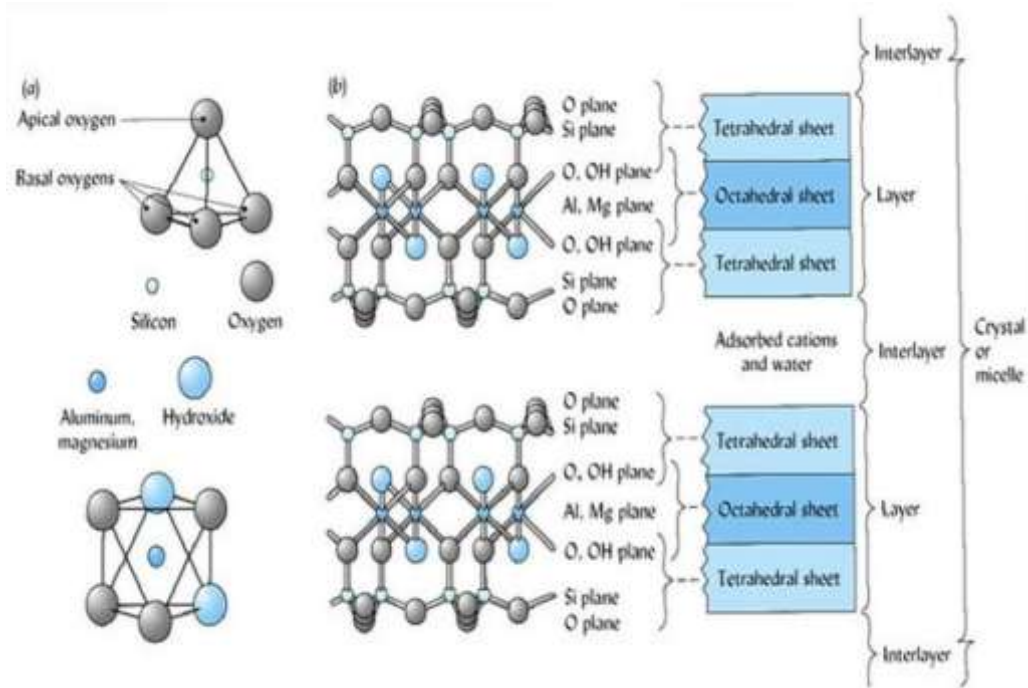 (a)
Apical oxygen
Basal oxygens
Silicon
Oxygen
Aluminum,
magnesium
Hydroxide
(b)
O plane
Si plane
O, OH plane
Al, Mg plane
O, OH plane
Si plane
O plane
Tetrahedral sheet
Octahedral sheet
Tetrahedral sheet
Adsorbed cations
and water
O plane
Si plane
O, OH plane
Al, Mg plane
O, OH plane
Si plane
O plane
Tetrahedral sheet
Octahedral sheet
Tetrahedral sheet
Interlayer
Layer
Interlayer
Layer
Interlayer
Crystal
or
micelle